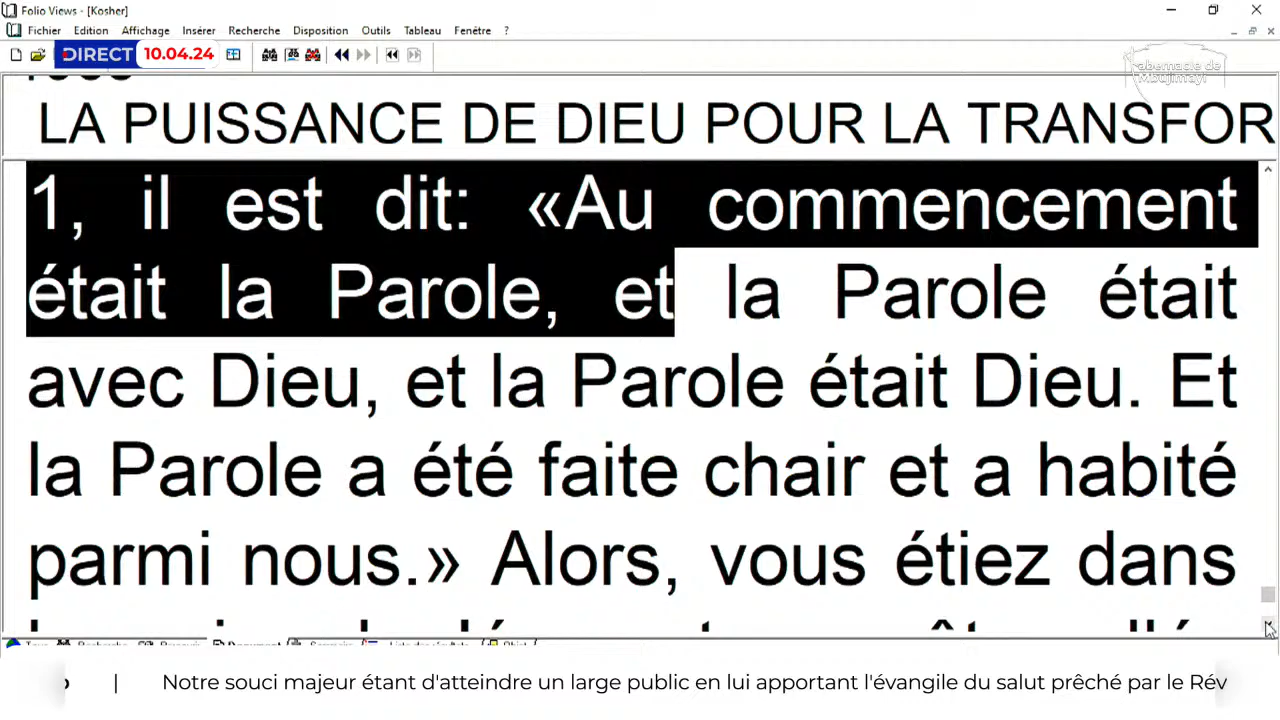 Folio Views - [Kosher]
Fichier Edition Affichage Insérer Recherche Disposition Outils Tableau Fenêtre ?
DIRECT 10.04.24
Tabernacle de
Mbujimayi
LA PUISSANCE DE DIEU POUR LA TRANSFOR
1, il est dit: «Au commencement
était la Parole, et la Parole était
avec Dieu, et la Parole était Dieu. Et
la Parole a été faite chair et a habité
parmi nous.» Alors, vous étiez dans
| Notre souci majeur étant d'atteindre un large public en lui apportant l'évangile du salut prêché par le Rév